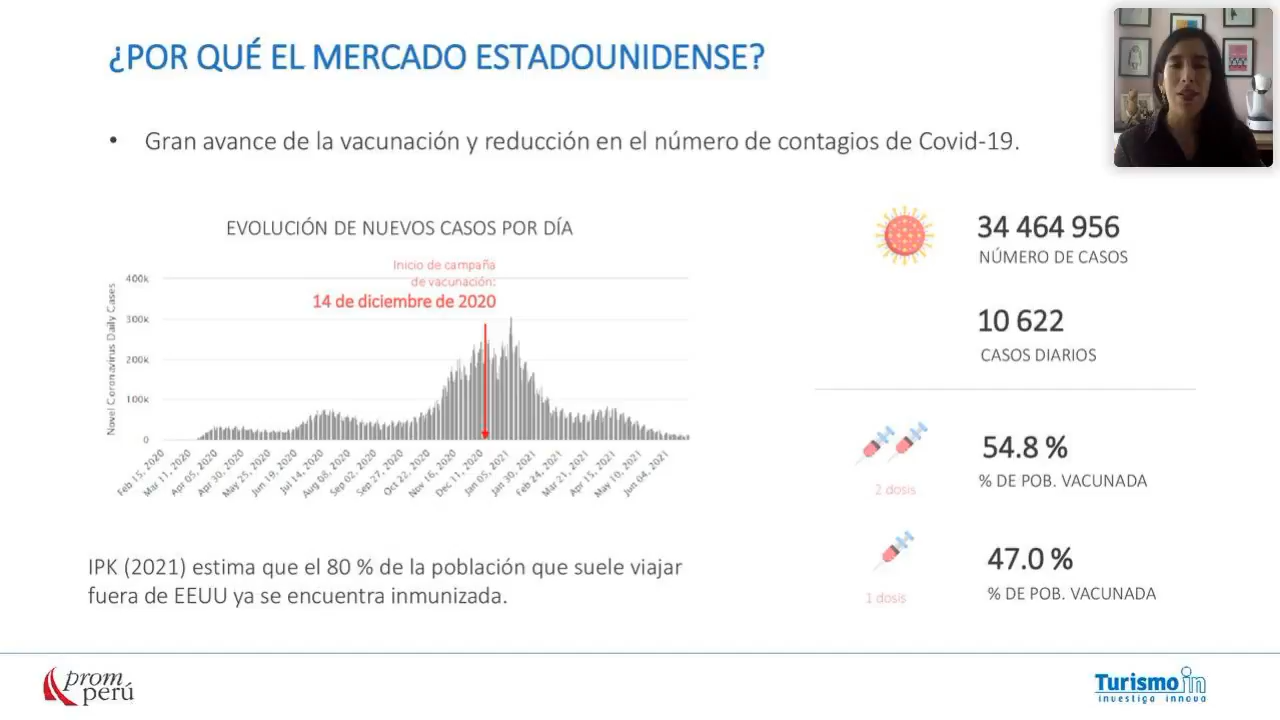 ¿POR QUÉ EL MERCADO ESTADOUNIDENSE?
• Gran avance de la vacunación y reducción en el número de contagios de Covid-19.
EVOLUCIÓN DE NUEVOS CASOS POR DÍA
Inicio de campaña
de vacunación:
14 de diciembre de 2020
Novel Coronavirus Daily Cases
400k
300k
200k
100k
0
Feb 15, 2020
Mar 11, 2020
Apr 05, 2020
Apr 30, 2020
May 25, 2020
Jun 19, 2020
Jul 14, 2020
Aug 08, 2020
Sep 02, 2020
Sep 27, 2020
Oct 22, 2020
Nov 16, 2020
Dec 11, 2020
Jan 05, 2021
Jan 30, 2021
Feb 24, 2021
Mar 21, 2021
Apr 15, 2021
May 10, 2021
Jun 04, 2021
34 464 956
NÚMERO DE CASOS
10 622
CASOS DIARIOS
54.8 %
% DE POB. VACUNADA
2 dosis
47.0 %
% DE POB. VACUNADA
1 dosis
IPK (2021) estima que el 80 % de la población que suele viajar
fuera de EEUU ya se encuentra inmunizada.
prom
perú
Turismo in
investiga innova